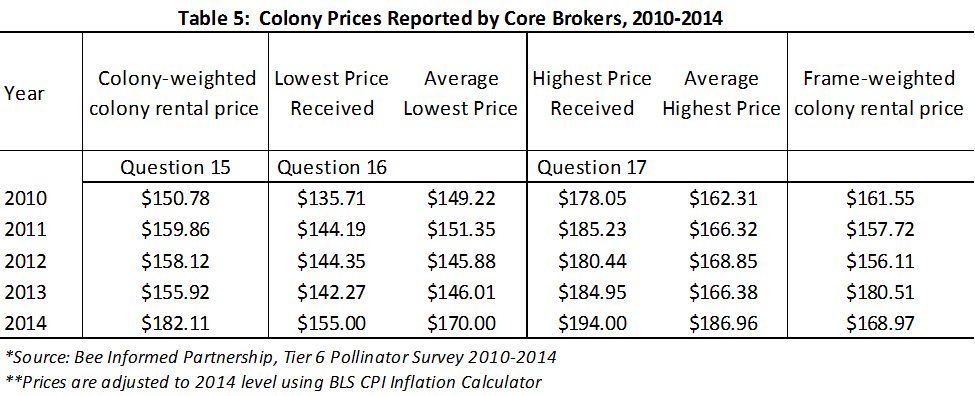 Table 5:  Colony Prices Reported by Core Brokers, 2010-2014
Year
Colony-weighted
colony rental price
Lowest Price
Received
Average
Lowest Price
Highest Price
Received
Average
Highest Price
Frame-weighted
colony rental price
Question 15 Question 16 Question 17
2010 $150.78 $135.71 $149.22 $178.05 $162.31 $161.55
2011 $159.86 $144.19 $151.35 $185.23 $166.32 $157.72
2012 $158.12 $144.35 $145.88 $180.44 $168.85 $156.11
2013 $155.92 $142.27 $146.01 $184.95 $166.38 $180.51
2014 $182.11 $155.00 $170.00 $194.00 $186.96 $168.97
*Source: Bee Informed Partnership, Tier 6 Pollinator Survey 2010-2014
**Prices are adjusted to 2014 level using BLS CPI Inflation Calculator